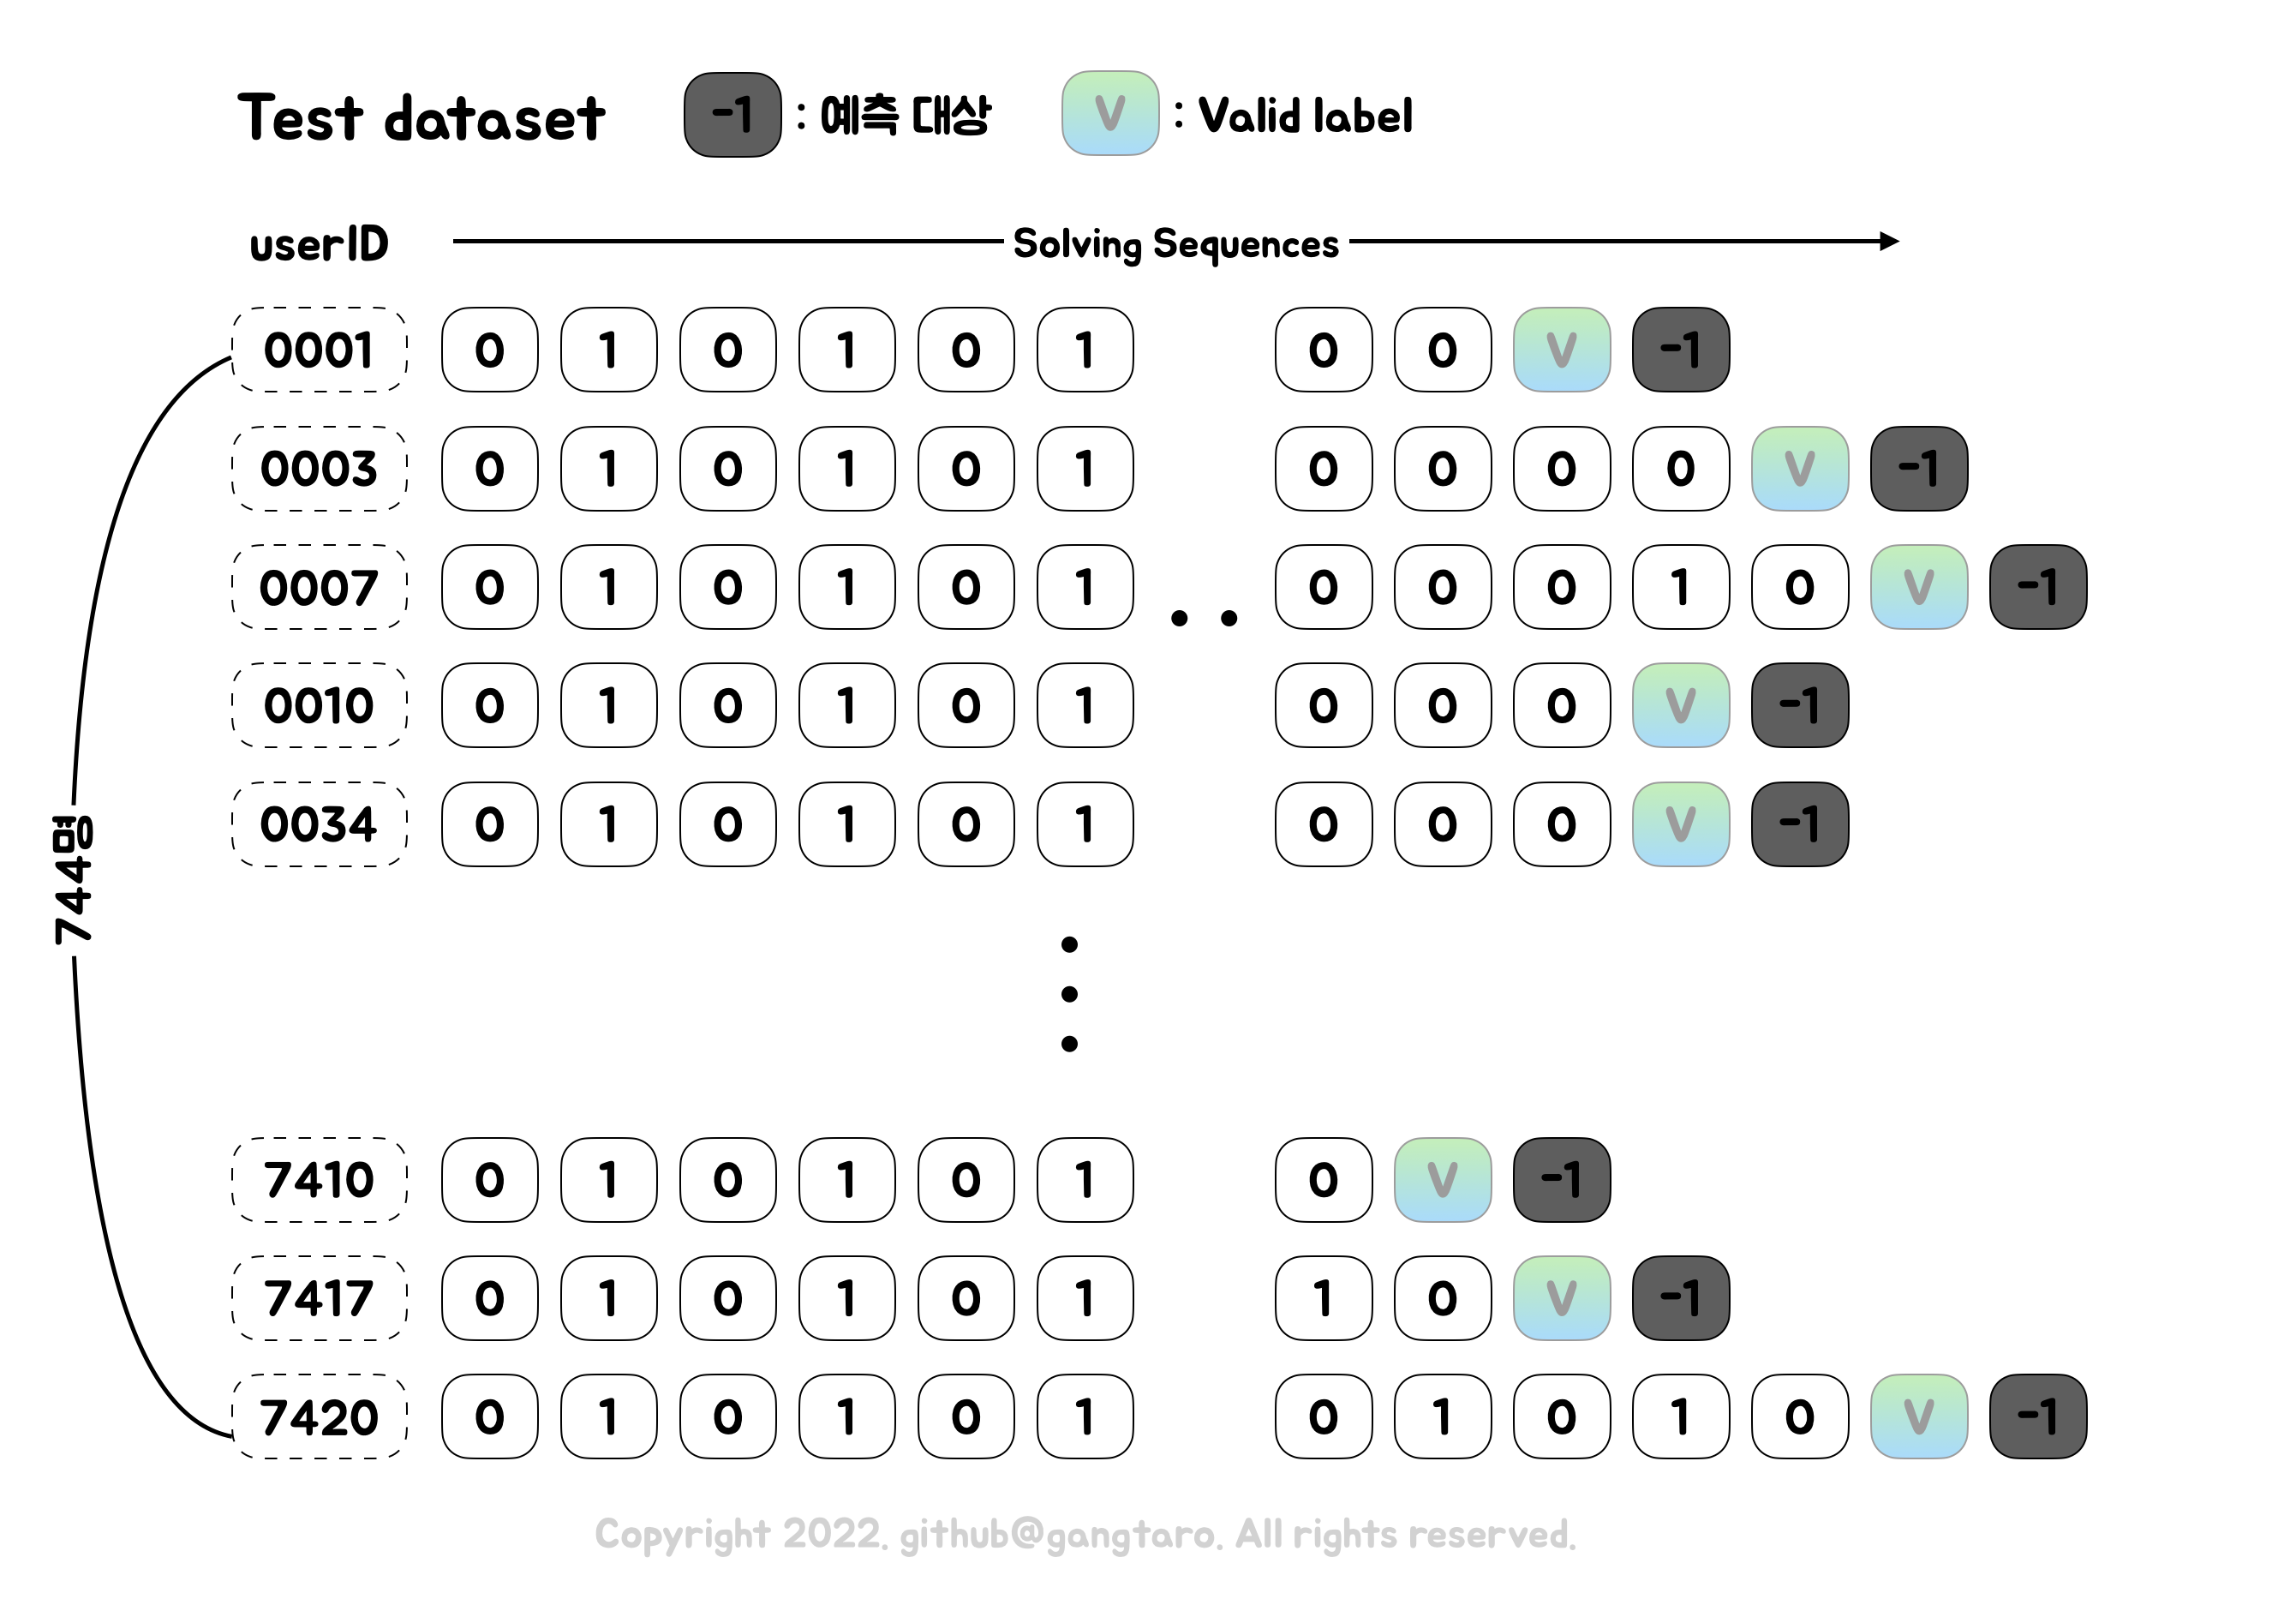 Test dataset -1 : 예측 대상 V : Valid label
userID Solving Sequences
0001 0 1 0 1 0 1 0 0 V -1
0003 0 1 0 1 0 1 0 0 0 0 V -1
0007 0 1 0 1 0 1 0 0 0 1 0 V -1
0010 0 1 0 1 0 1 0 0 0 V -1
0034 0 1 0 1 0 1 0 0 0 V -1
744명
7410 0 1 0 1 0 1 0 V -1
7417 0 1 0 1 0 1 1 0 V -1
7420 0 1 0 1 0 1 0 1 0 1 0 V -1
Copyright 2022. github@gangtaro. All rights reserved.